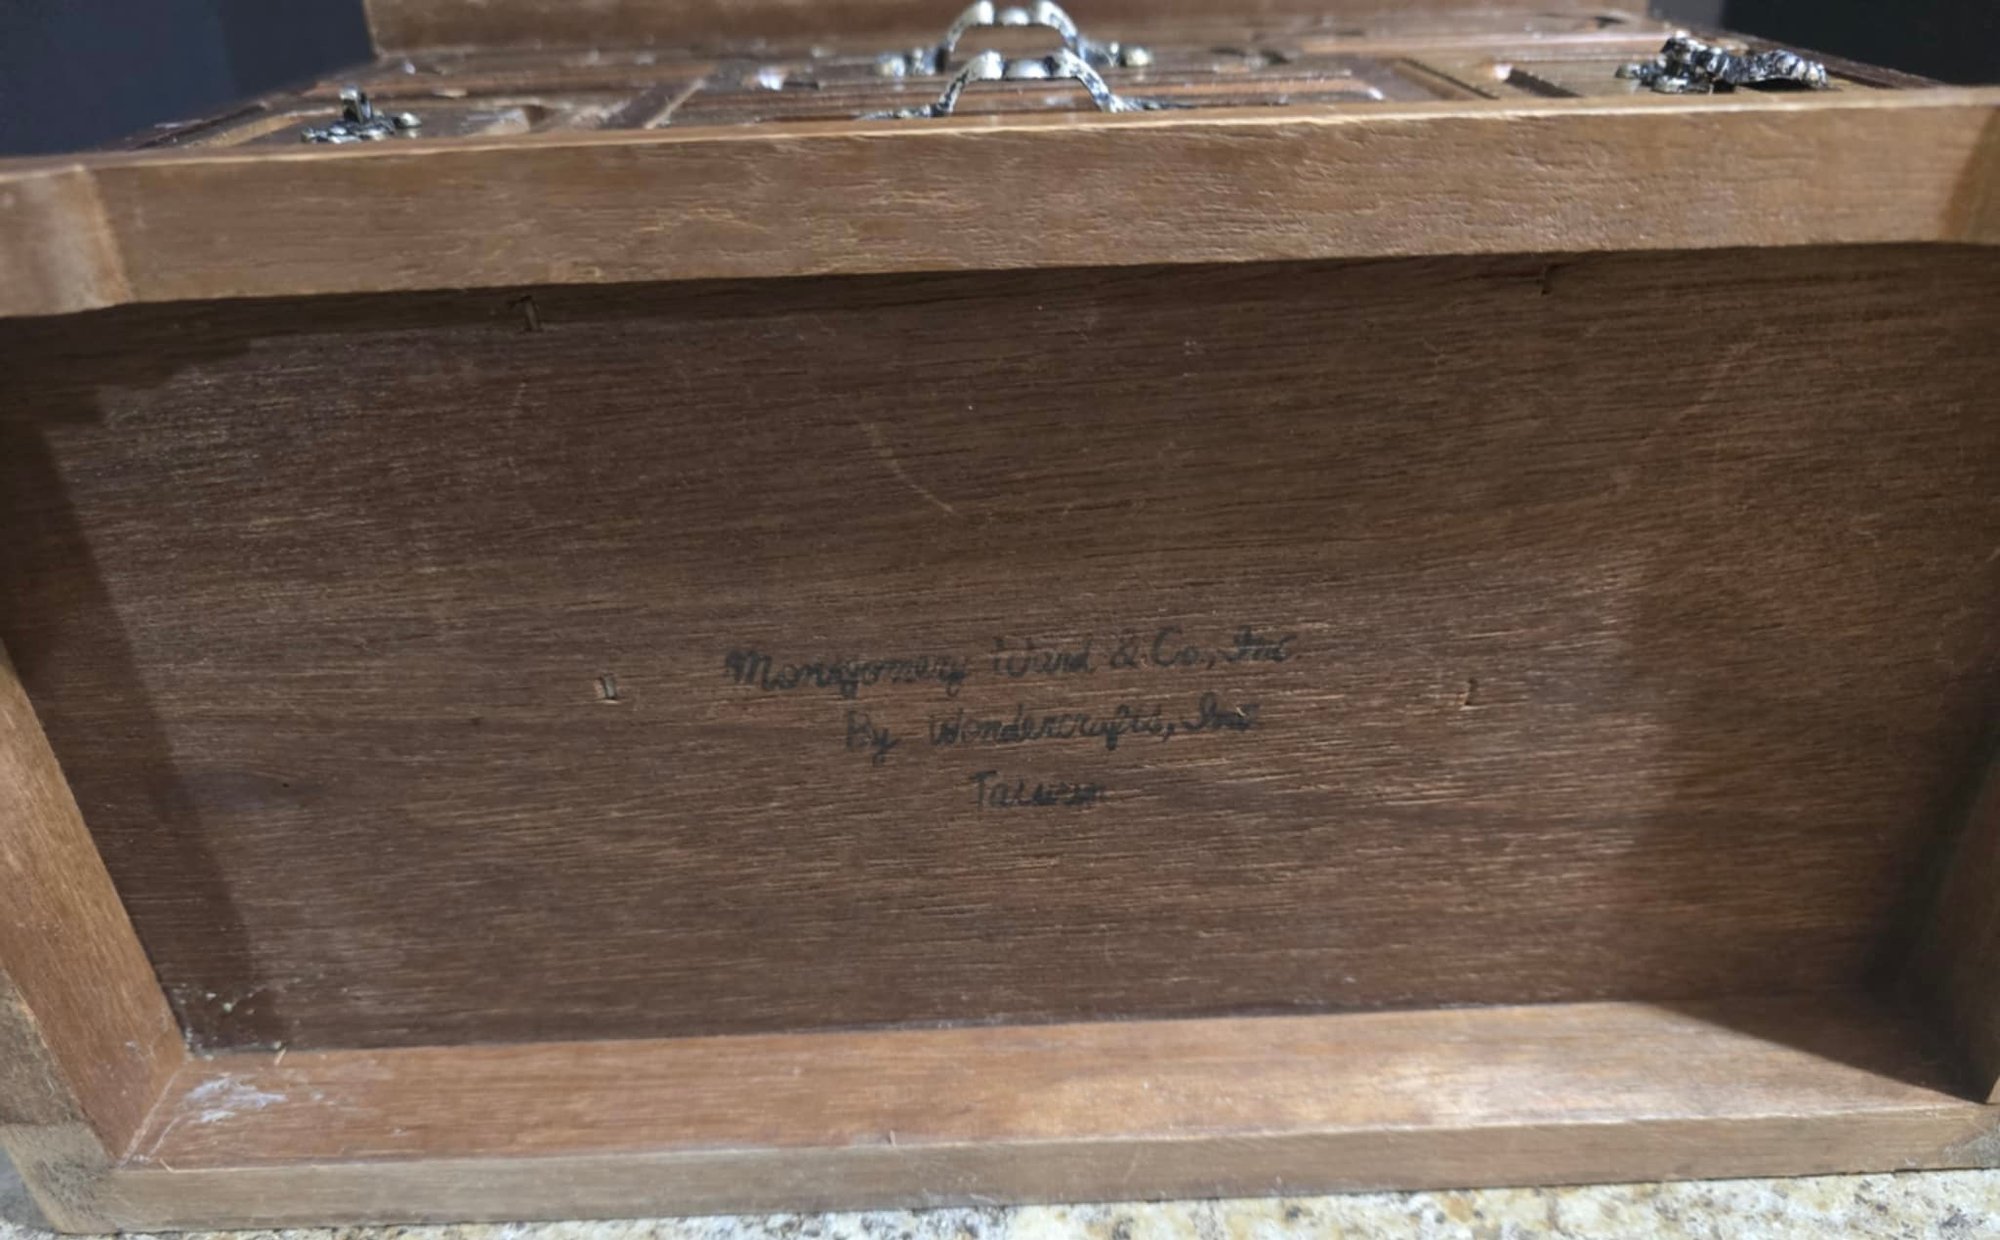 Montgomery Ward & Co., Inc.
By Wondercrafts, Inc.
Taiwan